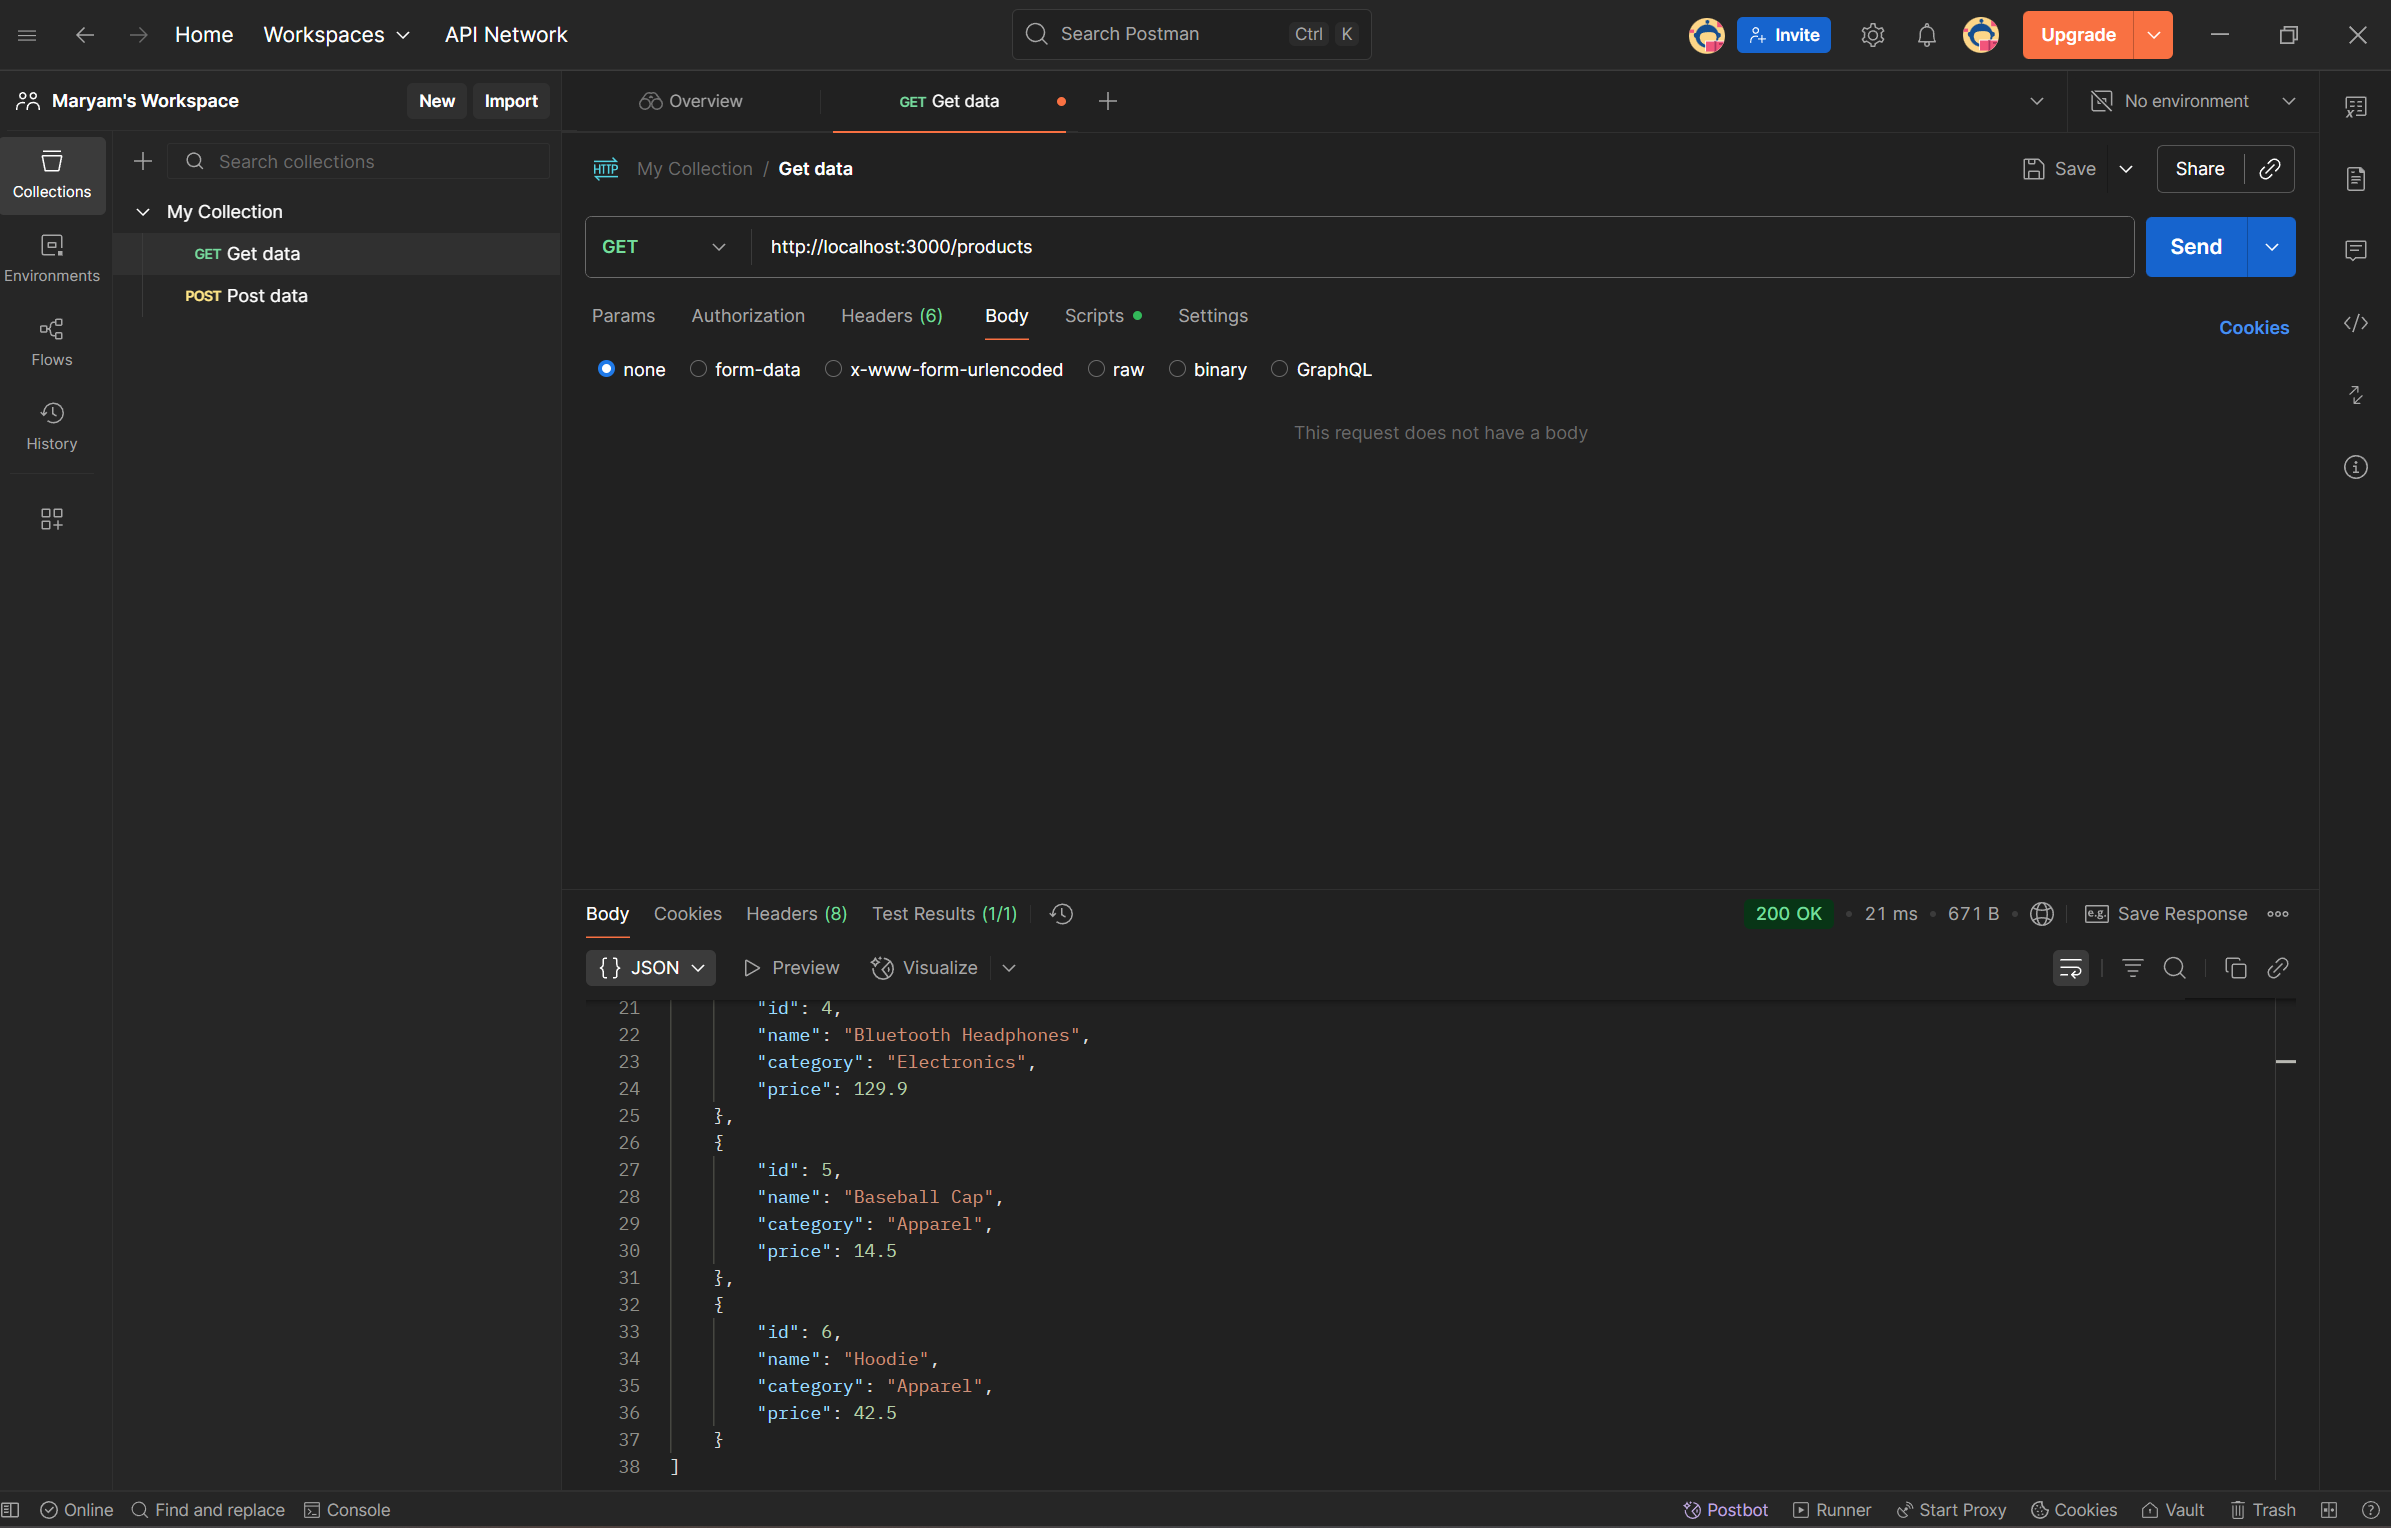 Home Workspaces API Network Search Postman Ctrl K Invite Upgrade
Maryam's Workspace New Import Overview GET Get data No environment
Collections
Environments
Flows
History
Search collections
My Collection
GET Get data
POST Post data
HTTP My Collection / Get data Save Share
GET http://localhost:3000/products Send
Params Authorization Headers (6) Body Scripts Settings Cookies
none form-data x-www-form-urlencoded raw binary GraphQL
This request does not have a body
Body Cookies Headers (8) Test Results (1/1) 200 OK • 21 ms • 671 B • e.g. Save Response
{} JSON Preview Visualize
21 "id": 4,
22 "name": "Bluetooth Headphones",
23 "category": "Electronics",
24 "price": 129.9
25 },
26 {
27 "id": 5,
28 "name": "Baseball Cap",
29 "category": "Apparel",
30 "price": 14.5
31 },
32 {
33 "id": 6,
34 "name": "Hoodie",
35 "category": "Apparel",
36 "price": 42.5
37 }
38 ]
Online Find and replace Console Postbot Runner Start Proxy Cookies Vault Trash